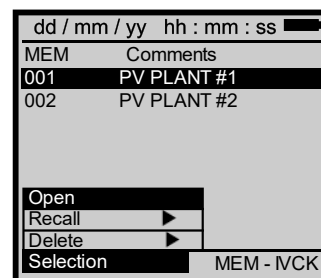 dd / mm / yy hh : mm : ss
MEM Comments
001 PV PLANT #1
002 PV PLANT #2
Open
Recall
Delete
Selection MEM - IVCK